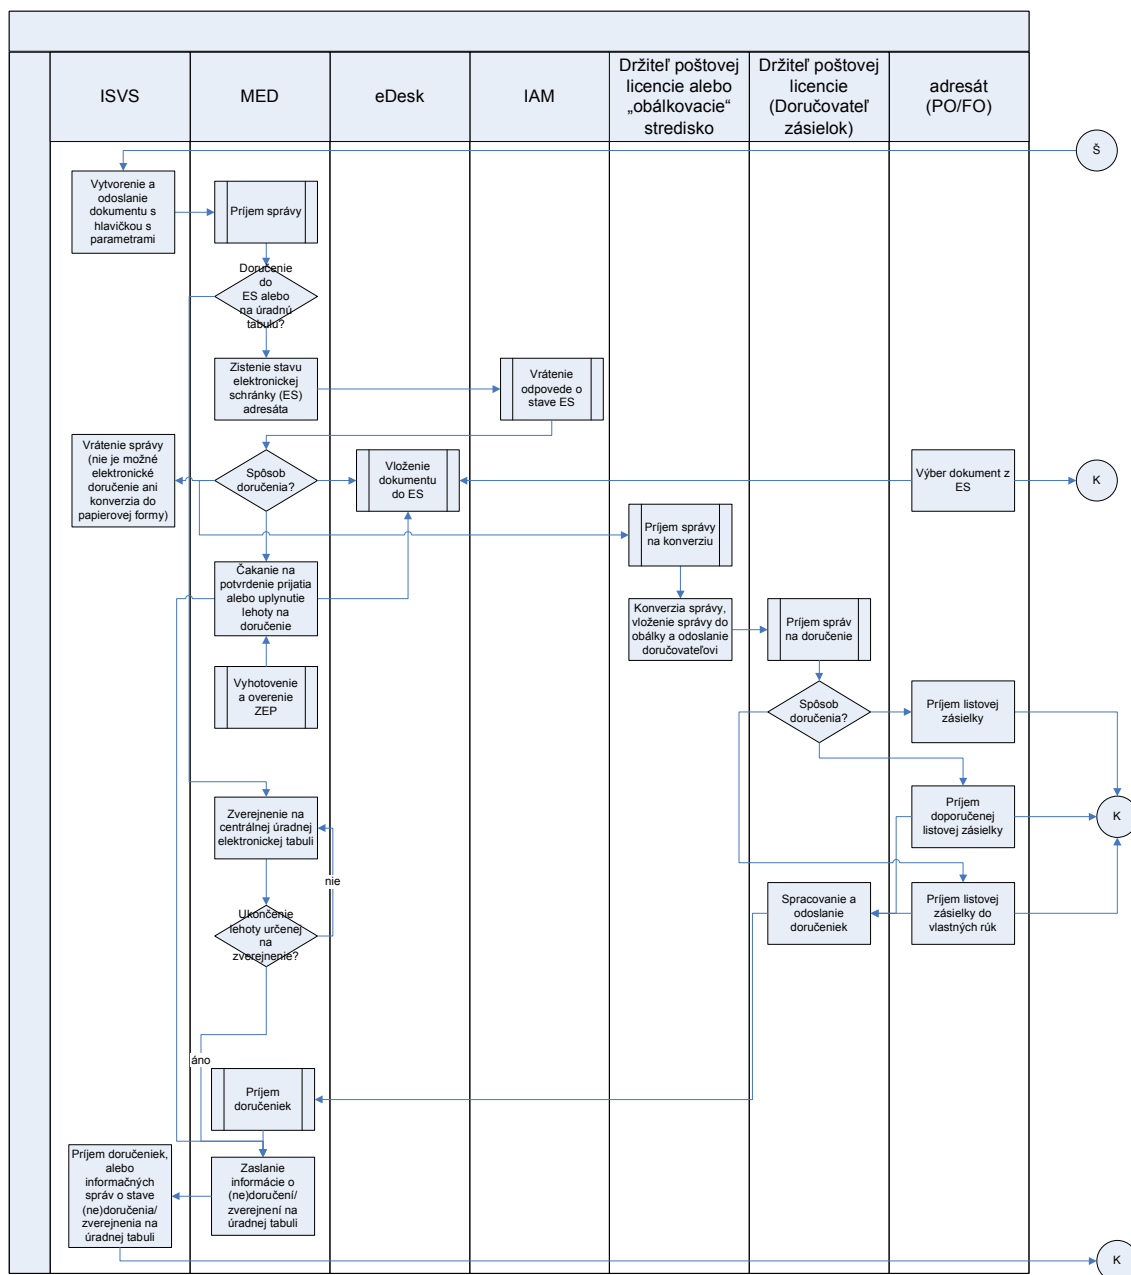 ISVS
MED
eDesk
IAM
Držiteľ poštovej
licencie alebo
„obálkovacie“
stredisko
Držiteľ poštovej
licencie
(Doručovateľ
zásielok)
adresát
(PO/FO)
Š
Vytvorenie a
odoslanie
dokumentu s
hlavičkou s
parametrami
Príjem správy
Doručenie
do
ES alebo
na úradnú
tabuľu?
Zistenie stavu
elektronickej
schránky (ES)
adresáta
Vrátenie
odpovede o
stave ES
Vrátenie správy
(nie je možné
elektronické
doručenie ani
konverzia do
papierovej formy)
Spôsob
doručenia?
Vloženie
dokumentu
do ES
Výber dokument z
ES
K
Príjem správy
na konverziu
Čakanie na
potvrdenie prijatia
alebo uplynutie
lehoty na
doručenie
Konverzia správy,
vloženie správy do
obálky a odoslanie
doručovateľovi
Príjem správ
na doručenie
Vyhotovenie
a overenie
ZEP
Spôsob
doručenia?
Príjem listovej
zásielky
Zverejnenie na
centrálnej úradnej
elektronickej tabuli
Príjem
doporučenej
listovej zásielky
K
nie
Ukončenie
lehoty určenej
na
zverejnenie?
Spracovanie a
odoslanie
doručeniek
Príjem listovej
zásielky do
vlastných rúk
áno
Príjem
doručeniek
Príjem doručeniek,
alebo
informačných
správ o stave
(ne)doručenia/
zverejnenia na
úradnej tabuli
Zaslanie
informácie o
(ne)doručení/
zverejnení na
úradnej tabuli
K